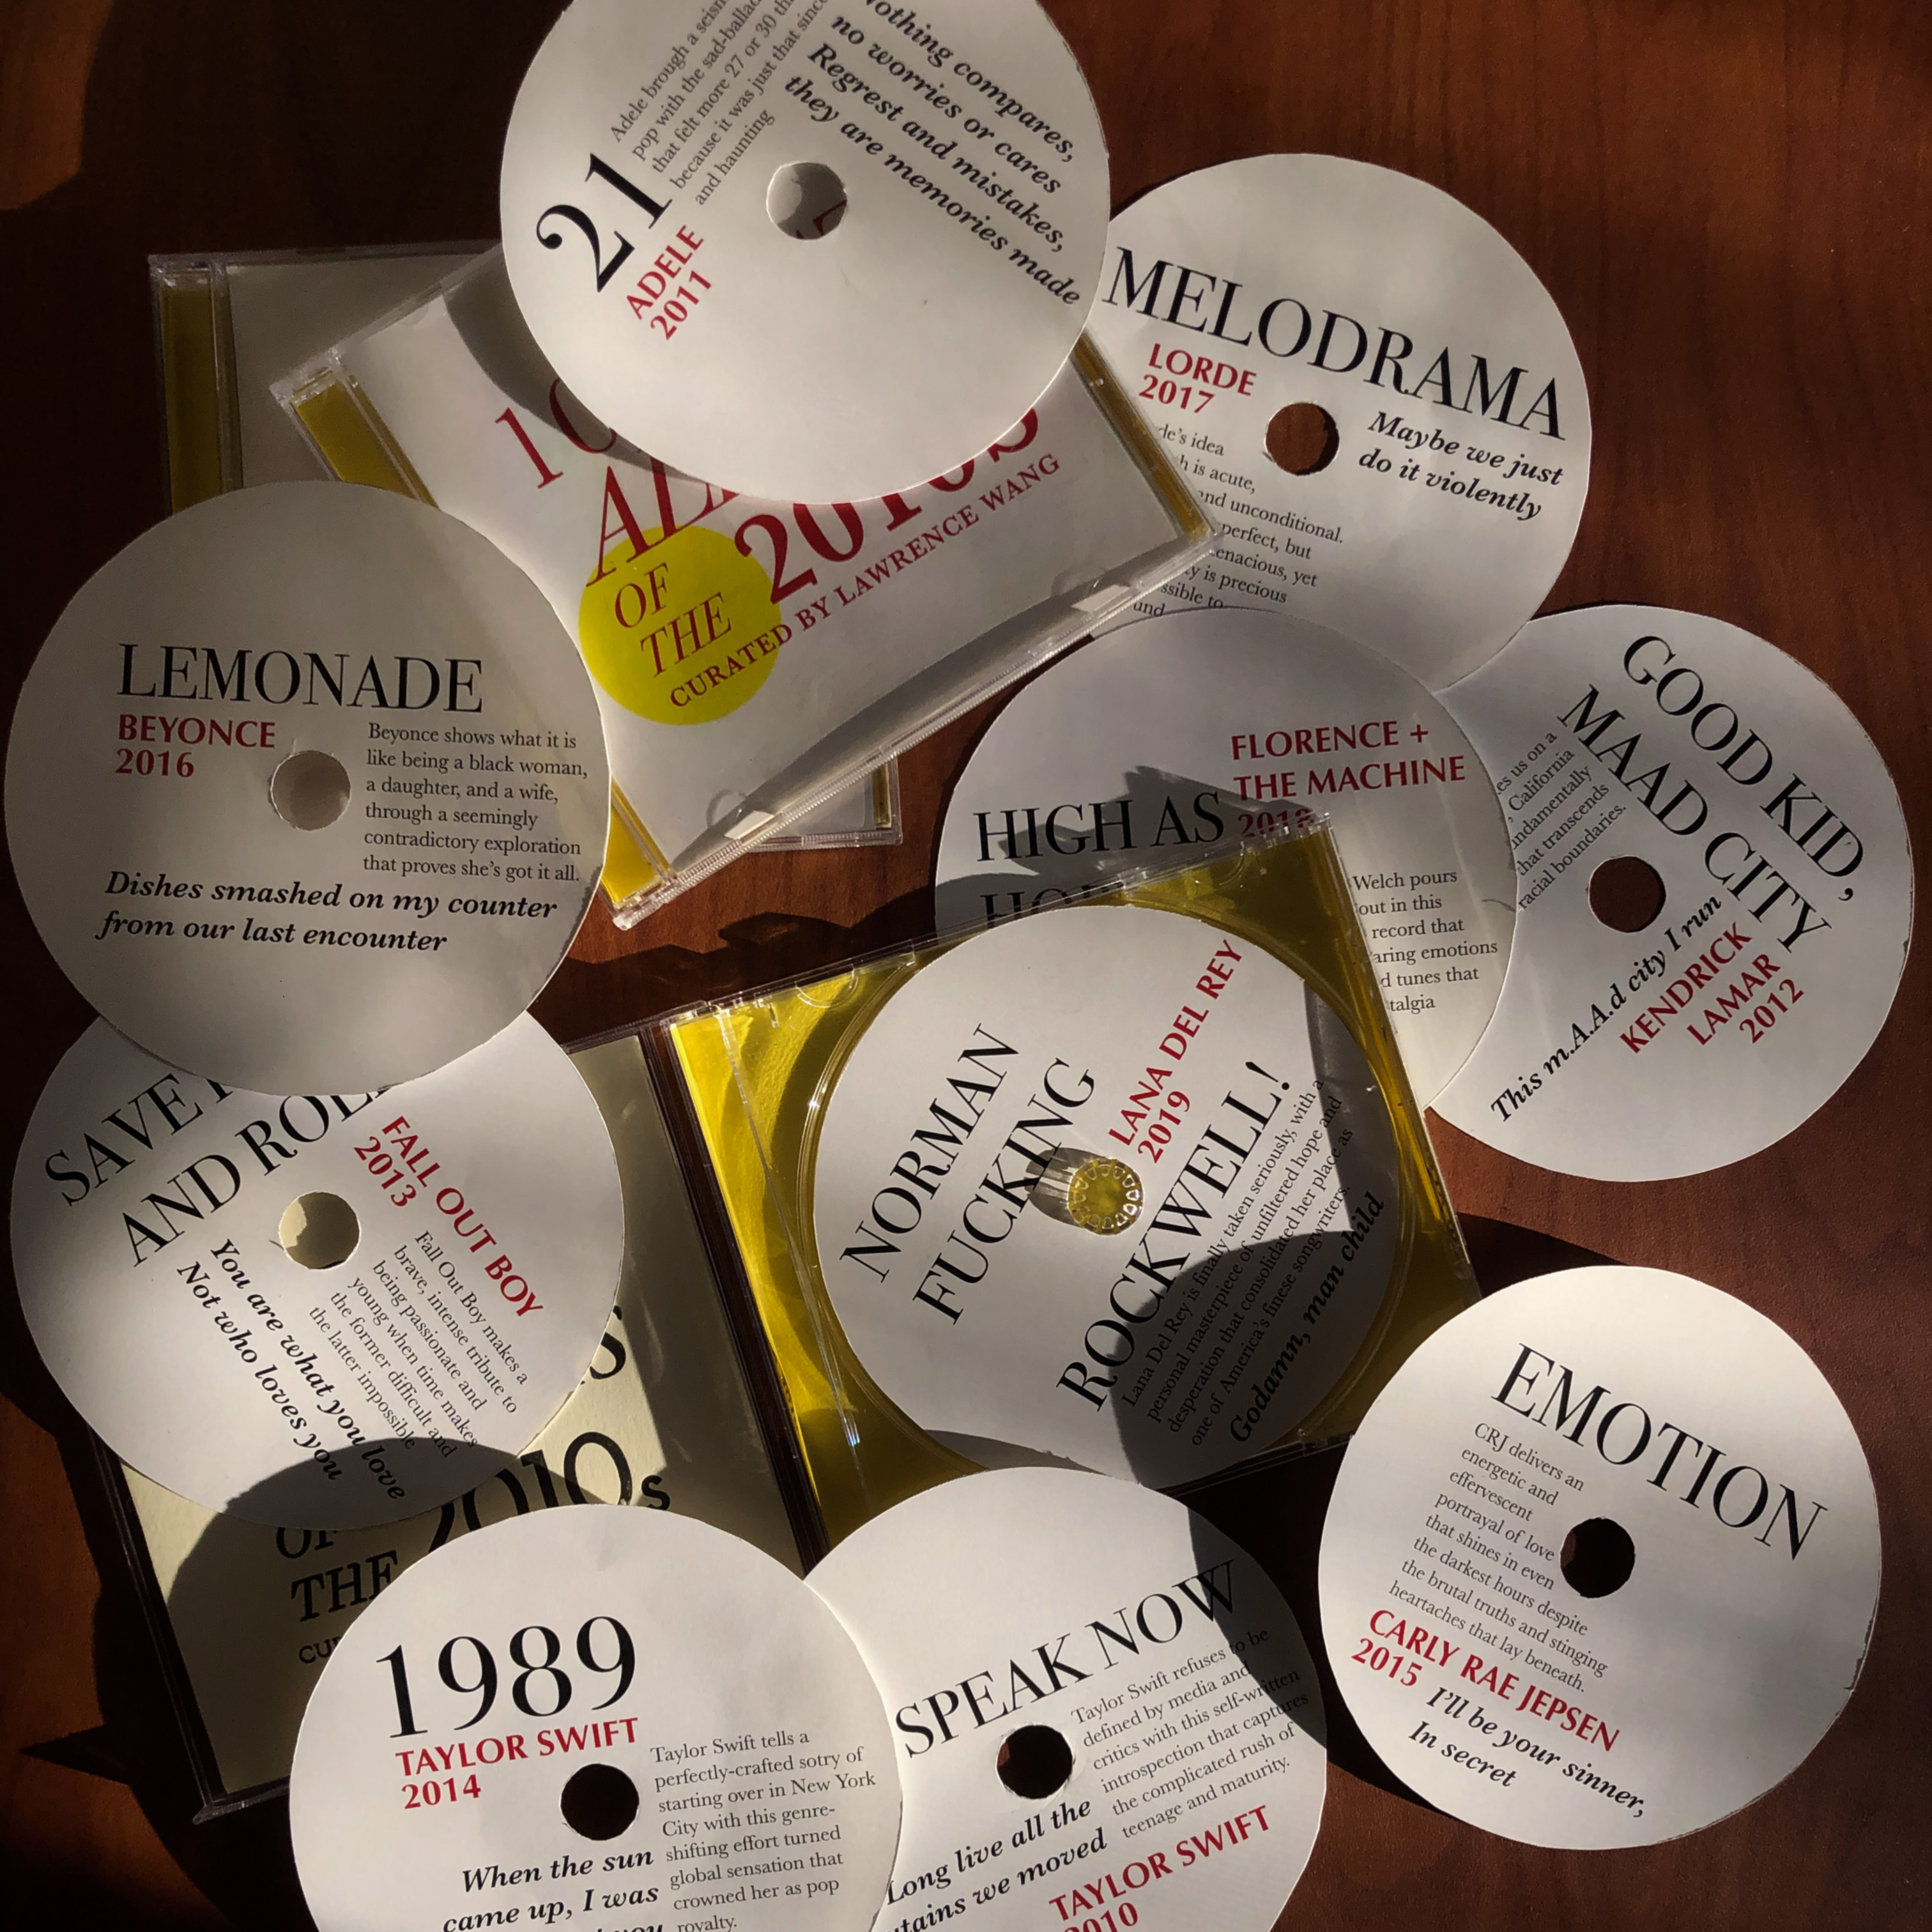 21
ADELE
2011
Adele brough a
pop with the sad-ballad
that felt more 27 or 30
because it was just that since
and haunting
Nothing compares,
no worries or cares
Regrest and mistakes,
they are memories made
MELODRAMA
LORDE
2017
idea
is acute,
and unconditional.
perfect, but
tenacious, yet
is precious
to
und
Maybe we just
do it violently
OF
THE
2010s
CURATED BY LAWRENCE WANG
LEMONADE
BEYONCE
2016
Beyonce shows what it is
like being a black woman,
a daughter, and a wife,
through a seemingly
contradictory exploration
that proves she's got it all.
Dishes smashed on my counter
from our last encounter
FLORENCE +
THE MACHINE
2018
HIGH AS
Welch pours
out in this
record that
emotions
tunes that
GOOD KID,
MAAD CITY
us on a
California
that transcends
racial boundaries.
This m.A.A.d city I run
KENDRICK
LAMAR
2012
SAVE
AND ROLL
FALL OUT BOY
2013
Fall Out Boy makes a
brave, intense tribute to
being passionate and
young when time makes
the former difficult and
the latter impossible
You are what you love
Not who loves you
NORMAN
FUCKING
ROCKWELL!
LANA DEL REY
2019
Lana Del Rey is finally taken seriously, with a
personal masterpiece of unfiltered hope and
desperation that consolidated her place as
one of America's finese songwriters.
Godamn, man child
OF
THE
2010s
EMOTION
CRJ delivers an
energetic and
effervescent
portrayal of love
that shines in even
the darkest hours despite
the brutal truths and stinging
heartaches that lay beneath.
CARLY RAE JEPSEN
2015
I'll be your sinner,
In secret
1989
TAYLOR SWIFT
2014
Taylor Swift tells a
perfectly-crafted sotry of
starting over in New York
City with this genre-
shifting effort turned
global sensation that
crowned her as pop
royalty.
When the sun
came up, I was
SPEAK NOW
Taylor Swift refuses to be
defined by media and
critics with this self-written
introspection that captures
the complicated rush of
teenage and maturity.
Long live all the
we moved
TAYLOR SWIFT
2010